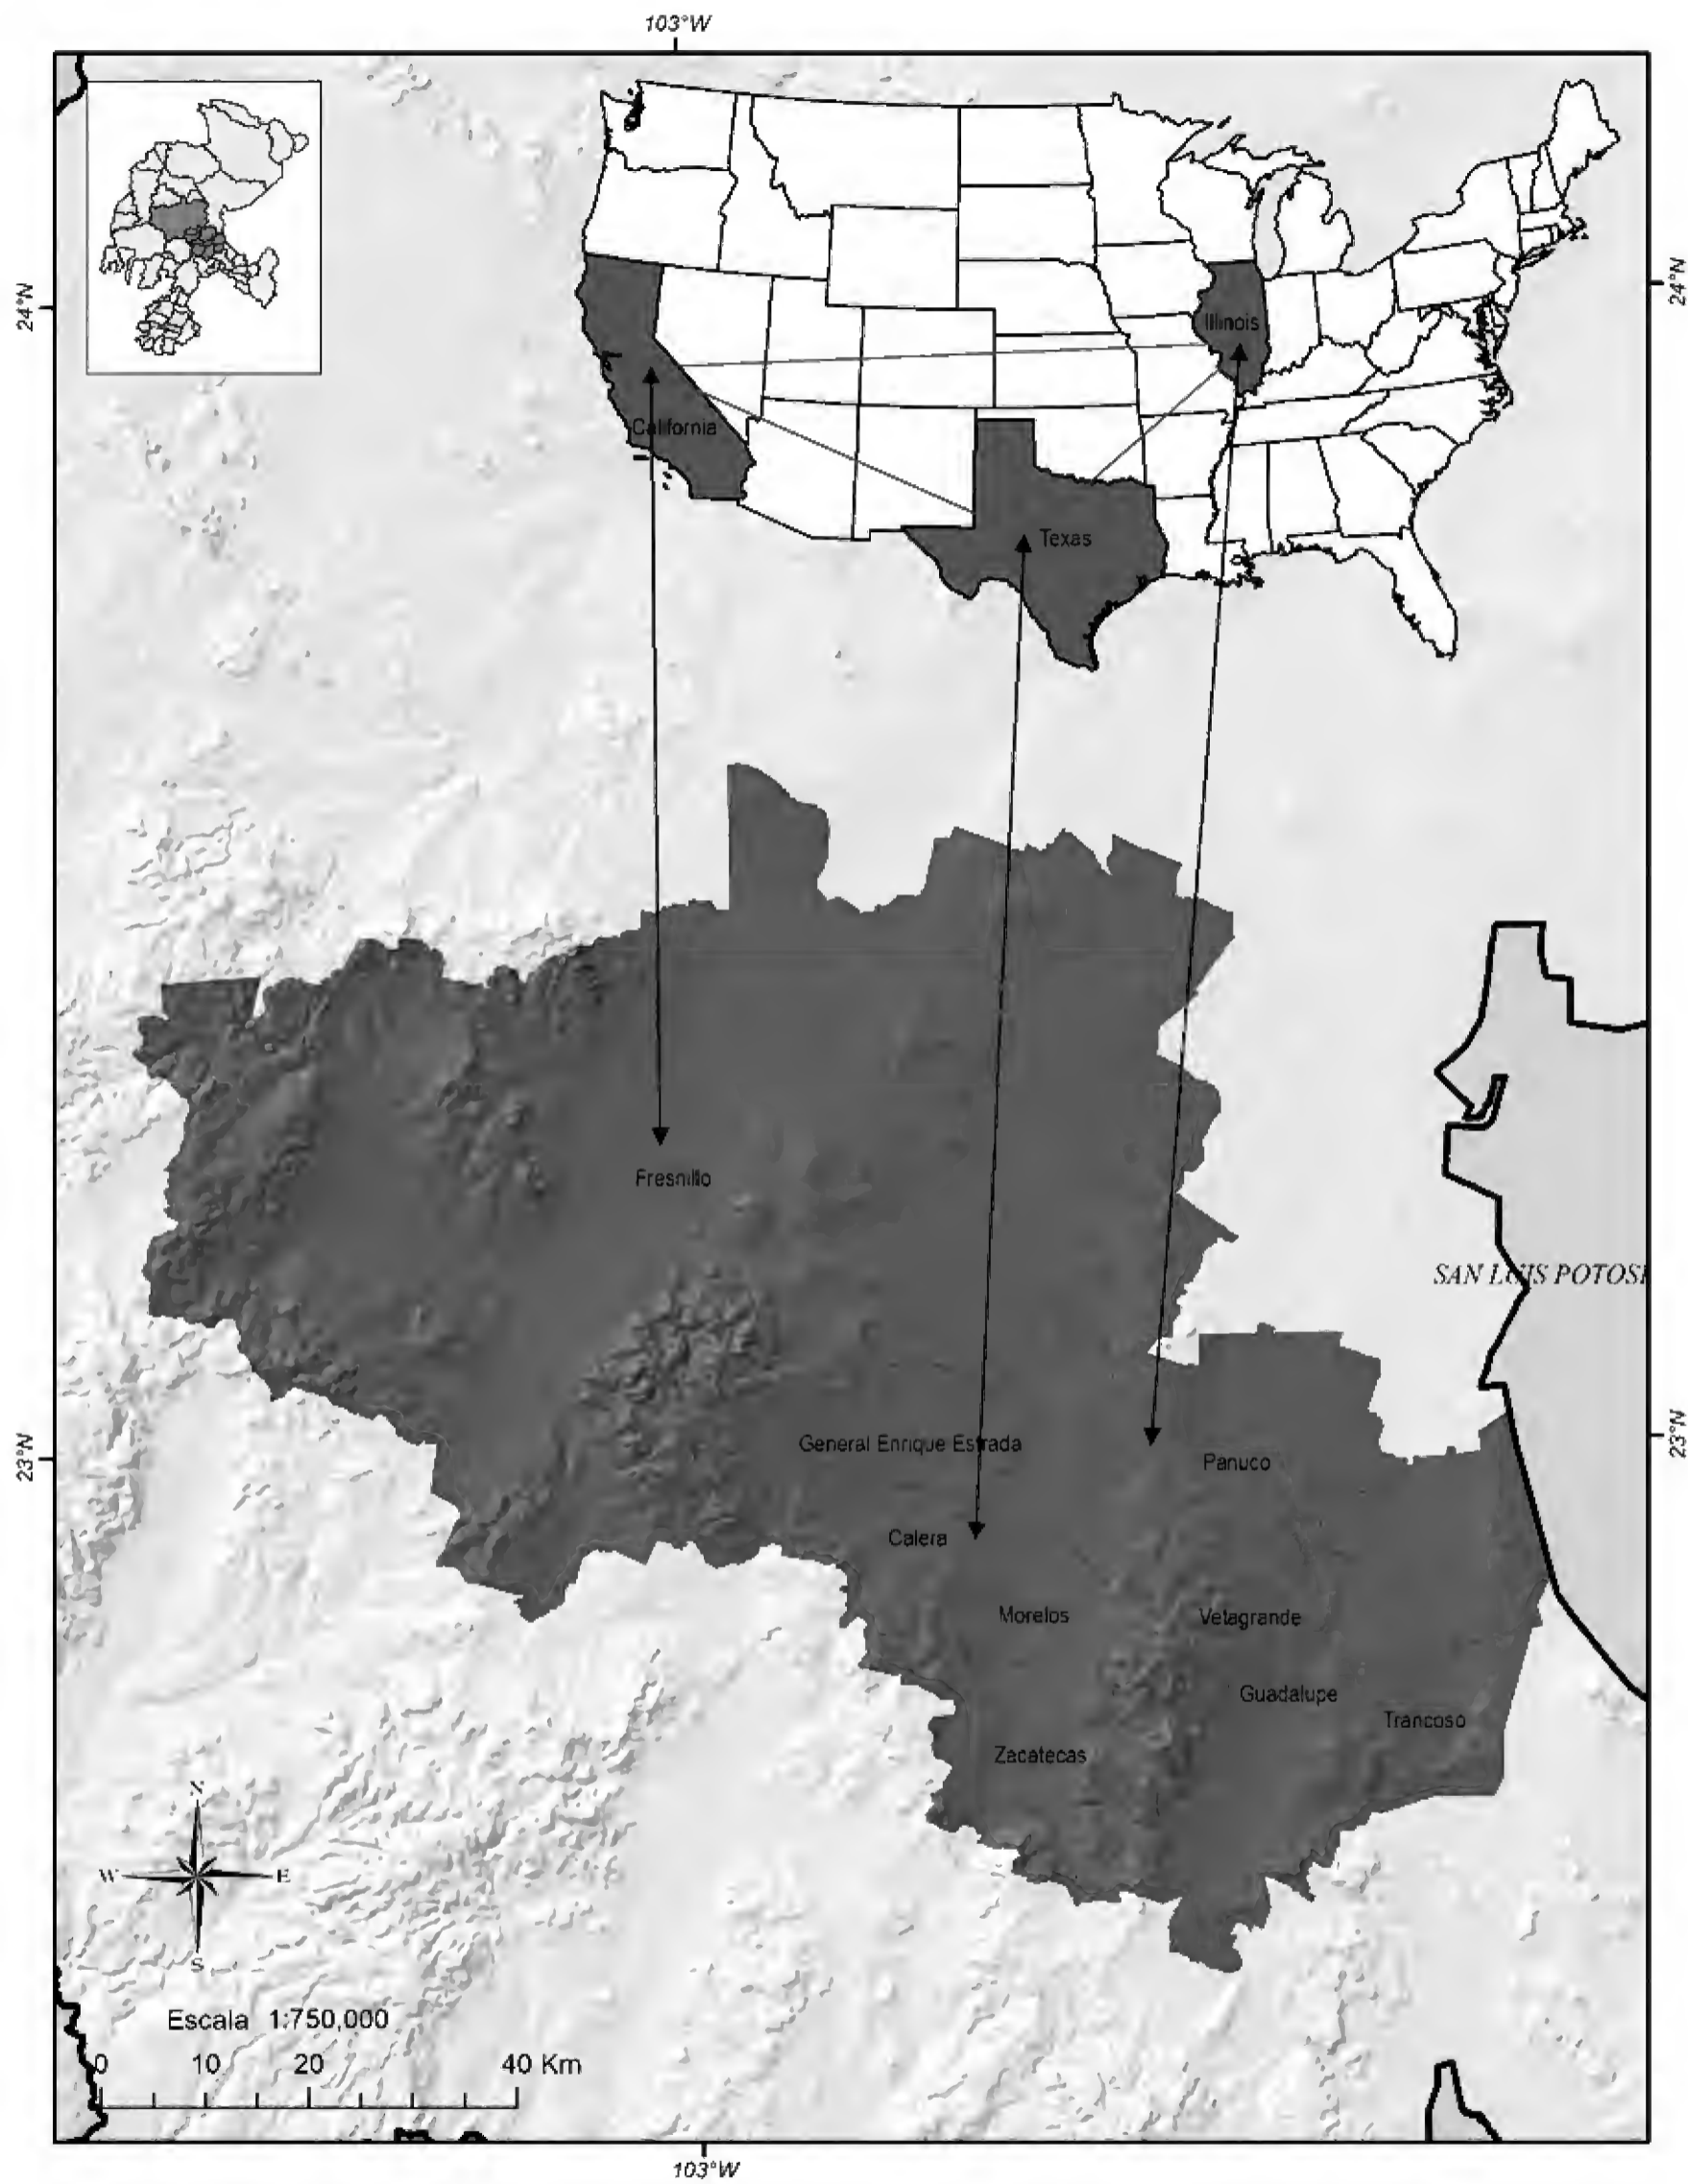 103°W
24°N
24°N
Illinois
California
Texas
Fresnillo
SAN LUIS POTOSI
General Enrique Estrada
23°N
23°N
Panuco
Calera
Morelos
Vetagrande
Guadalupe
Trancoso
Zacatecas
N
W
E
S
Escala 1:750,000
0 10 20 40 Km
103°W